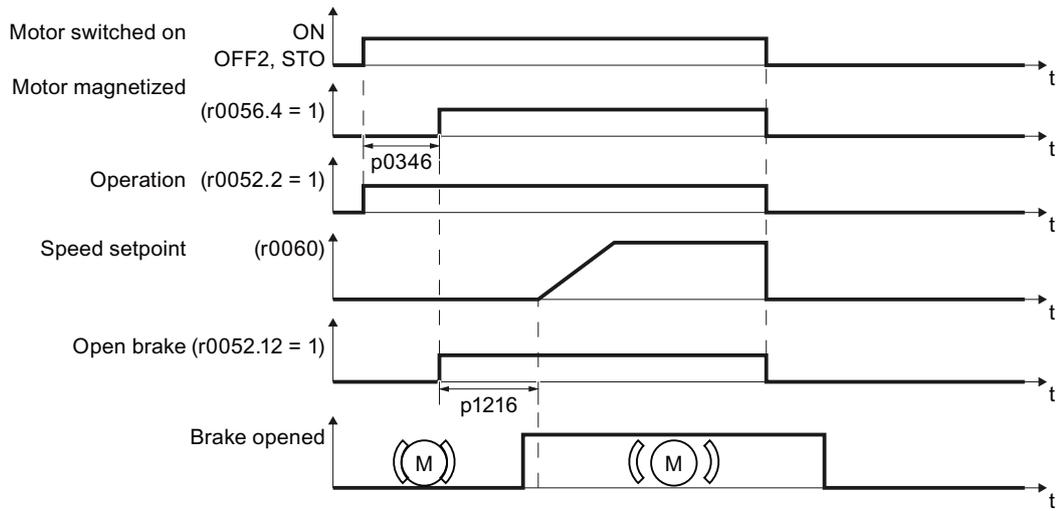 Motor switched on
ON
OFF2, STO
t
Motor magnetized
(r0056.4 = 1)
t
p0346
Operation (r0052.2 = 1)
t
Speed setpoint (r0060)
t
Open brake (r0052.12 = 1)
t
p1216
Brake opened
M
M
t